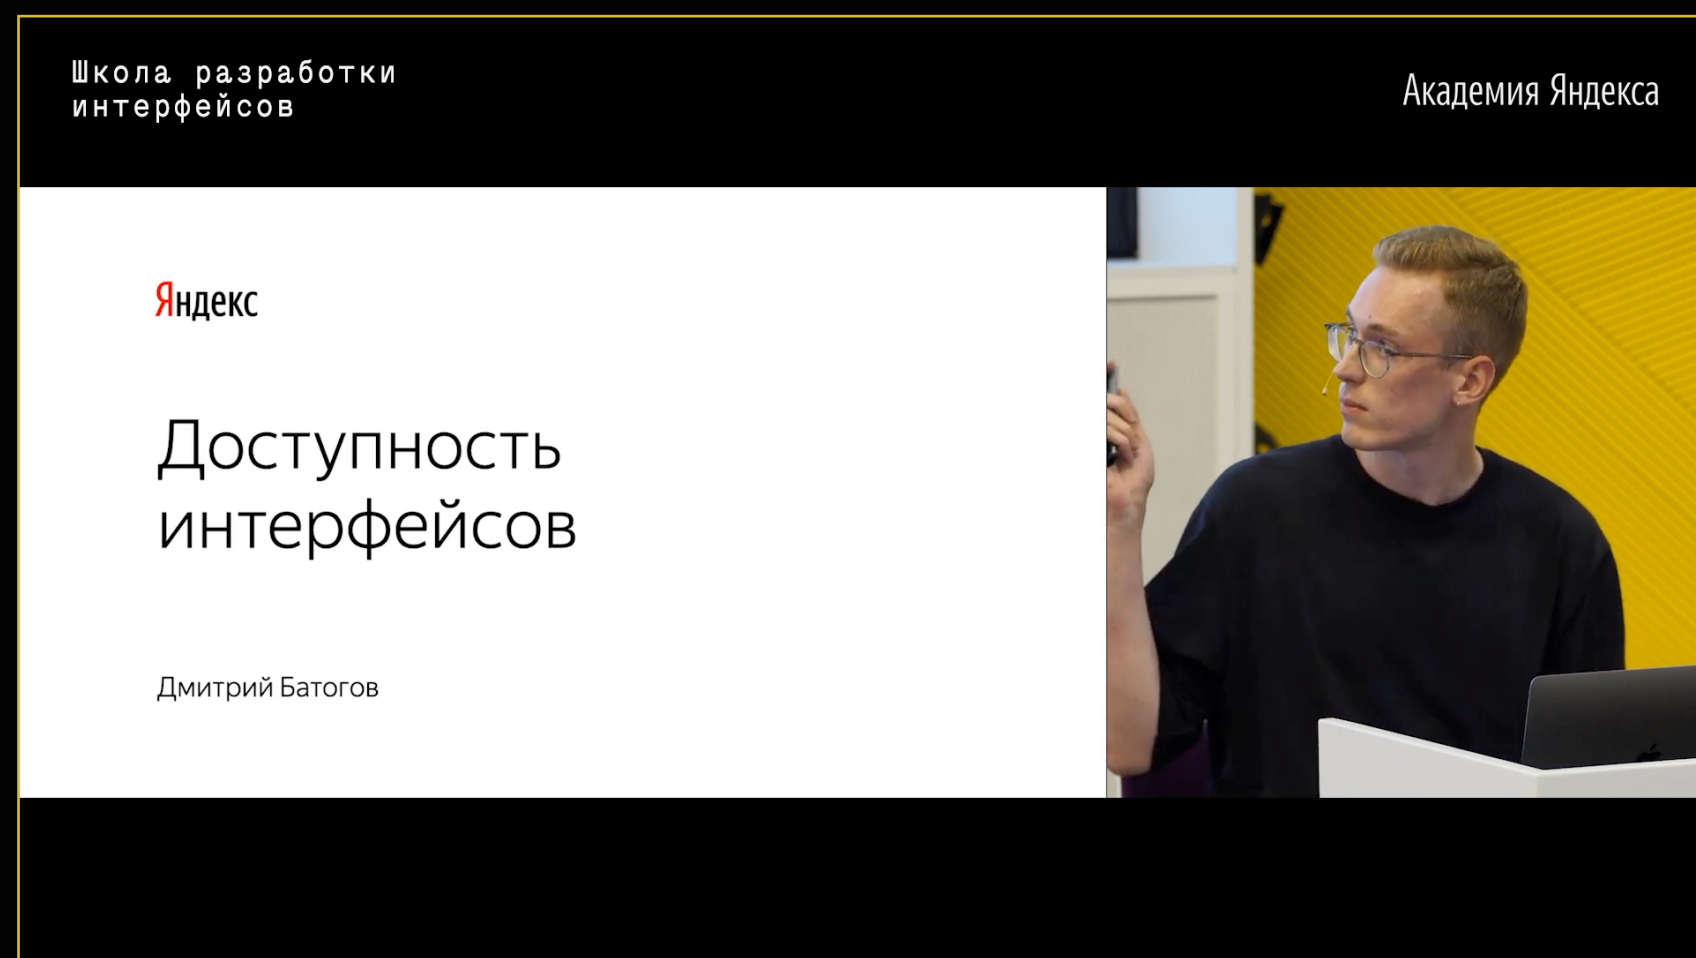 Школа разработки
интерфейсов
Академия Яндекса
Яндекс
Доступность
интерфейсов
Дмитрий Батогов